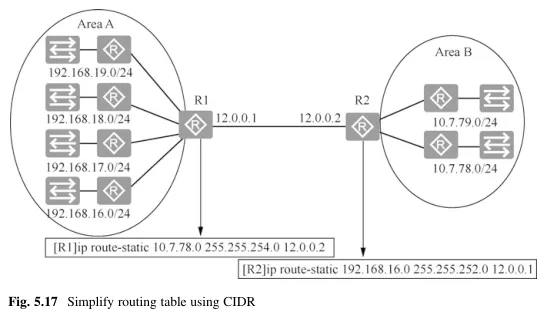 Area A
192.168.19.0/24
192.168.18.0/24
192.168.17.0/24
192.168.16.0/24
R1
12.0.0.1
12.0.0.2
R2
Area B
10.7.79.0/24
10.7.78.0/24
R
R
R
R
R
R
R
R
[R1]ip route-static 10.7.78.0 255.255.254.0 12.0.0.2
[R2]ip route-static 192.168.16.0 255.255.252.0 12.0.0.1
Fig. 5.17 Simplify routing table using CIDR